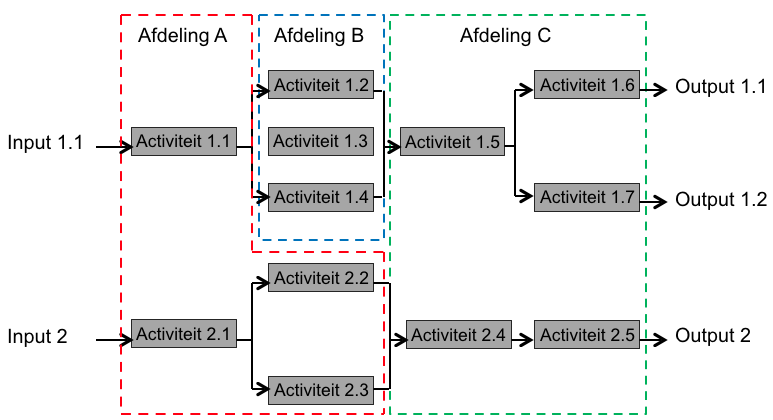 Afdeling A
Afdeling B
Afdeling C
Activiteit 1.2
Activiteit 1.6
Output 1.1
Input 1.1
Activiteit 1.1
Activiteit 1.3
Activiteit 1.5
Activiteit 1.4
Activiteit 1.7
Output 1.2
Activiteit 2.2
Input 2
Activiteit 2.1
Activiteit 2.4
Activiteit 2.5
Output 2
Activiteit 2.3